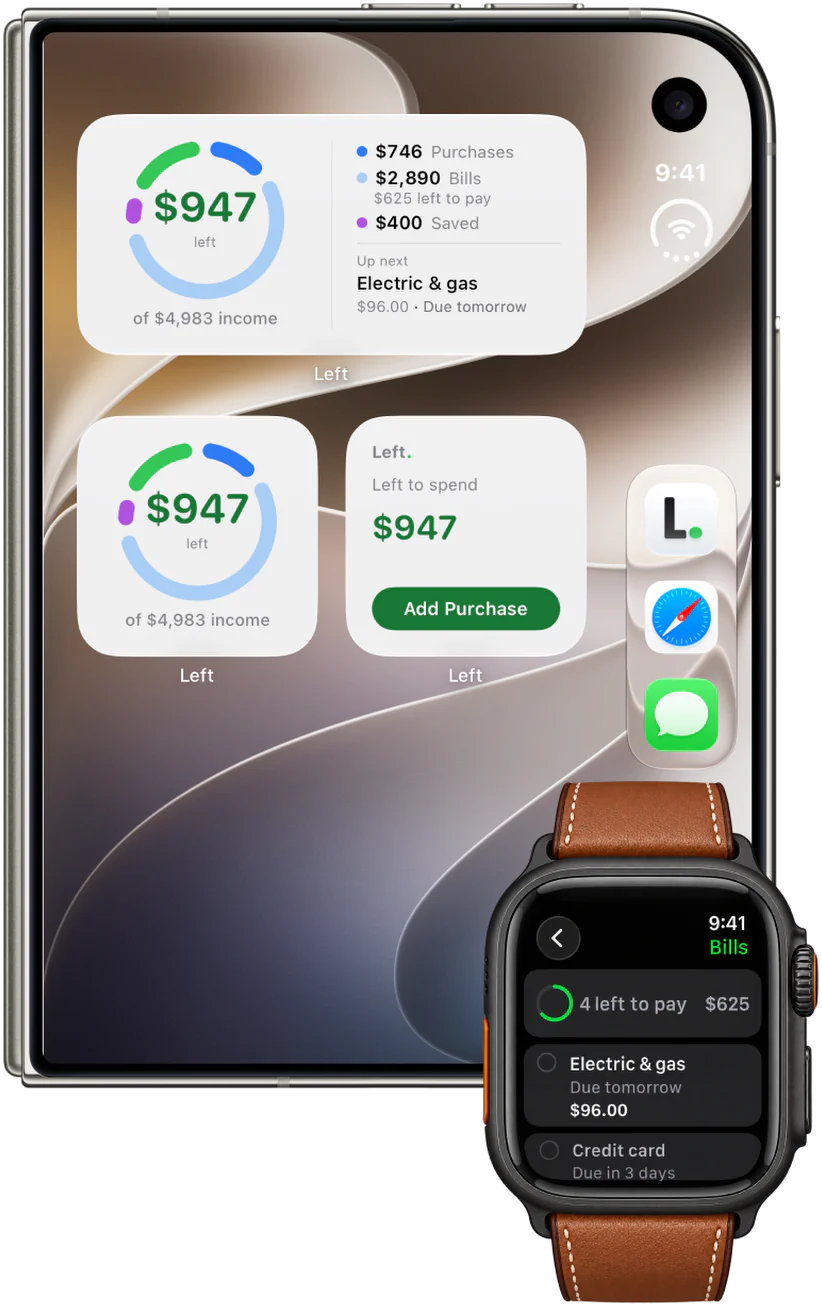 9:41
$947
left
of $4,983 income
$746 Purchases
$2,890 Bills
$625 left to pay
$400 Saved
Up next
Electric & gas
$96.00 · Due tomorrow
Left
$947
left
of $4,983 income
Left
Left.
Left to spend
$947
Add Purchase
Left
L.
9:41
Bills
4 left to pay $625
Electric & gas
Due tomorrow
$96.00
Credit card
Due in 3 days